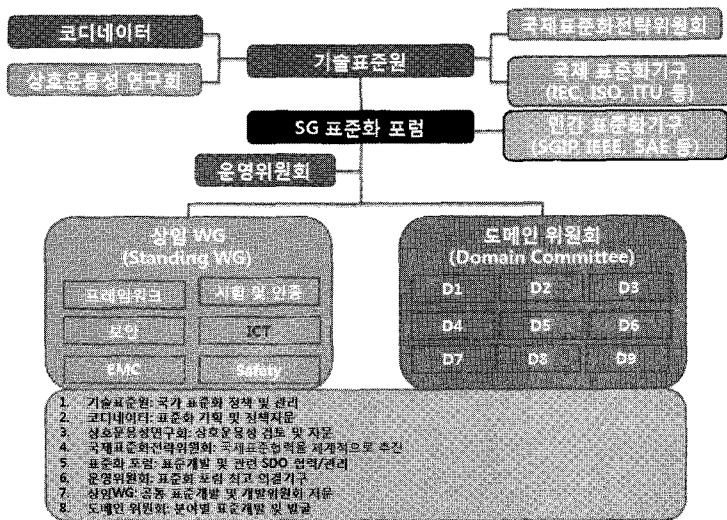 코디네이터
국제표준화전략위원회
기술표준원
상호운용성 연구회
국제 표준화기구
(IEC, ISO, ITU 등)
SG 표준화 포럼
민간 표준화기구
(SGIP, IEEE, SAE 등)
운영위원회
상임 WG
(Standing WG)
도메인 위원회
(Domain Committee)
프레임워크
시험 및 인증
D1
D2
D3
보안
ICT
D4
D5
D6
EMC
Safety
D7
D8
D9
1. 기술표준원: 국가 표준화 정책 및 관리
2. 코디네이터: 표준화 기획 및 정책자문
3. 상호운용성연구회: 상호운용성 검토 및 자문
4. 국제표준화전략위원회: 국제표준협력을 체계적으로 추진
5. 표준화 포럼: 표준개발 및 관련 SDO 협력/관리
6. 운영위원회: 표준화 포럼 최고 의결기구
7. 상임WG: 공통 표준개발 및 개발위원회 자문
8. 도메인 위원회: 분야별 표준개발 및 발굴